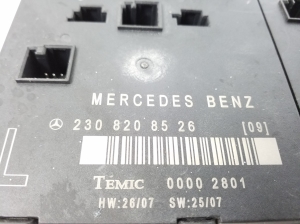 MERCEDES BENZ
230 820 85 26 [09]
L
TEMIC 0000 2801
HW:26/07 SW:25/07